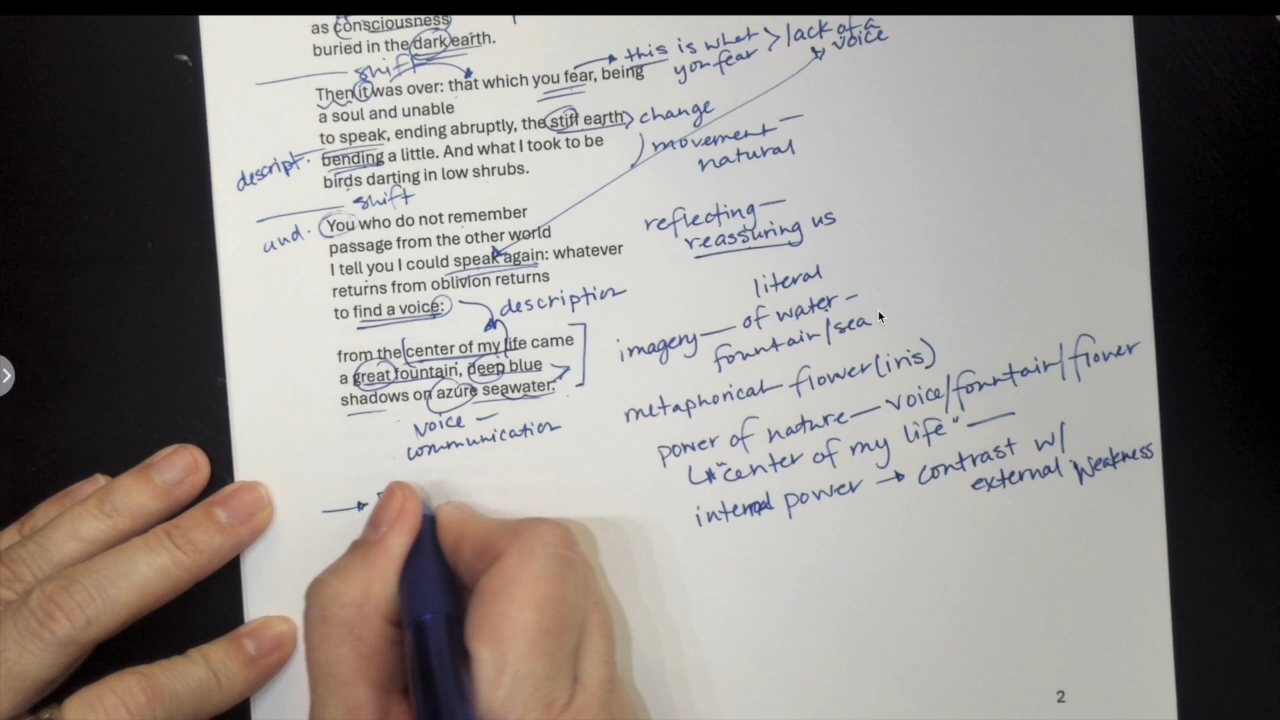 as consciousness
buried in the dark earth.
shift
this is what > lack of a
you fear voice
Then it was over: that which you fear, being
a soul and unable
to speak, ending abruptly, the stiff earth > change
descript. bending a little. And what I took to be
birds darting in low shrubs.
movement —
natural
shift
aud. You who do not remember
passage from the other world
I tell you I could speak again: whatever
returns from oblivion returns
to find a voice:
reflecting —
reassuring us
description
from the center of my life came
a great fountain, deep blue
shadows on azure seawater.
voice —
communication
literal
imagery — of water —
fountain/sea
metaphorical flower (iris)
power of nature — voice/fountain/flower
"center of my life" —
internal power → contrast w/
external weakness
2